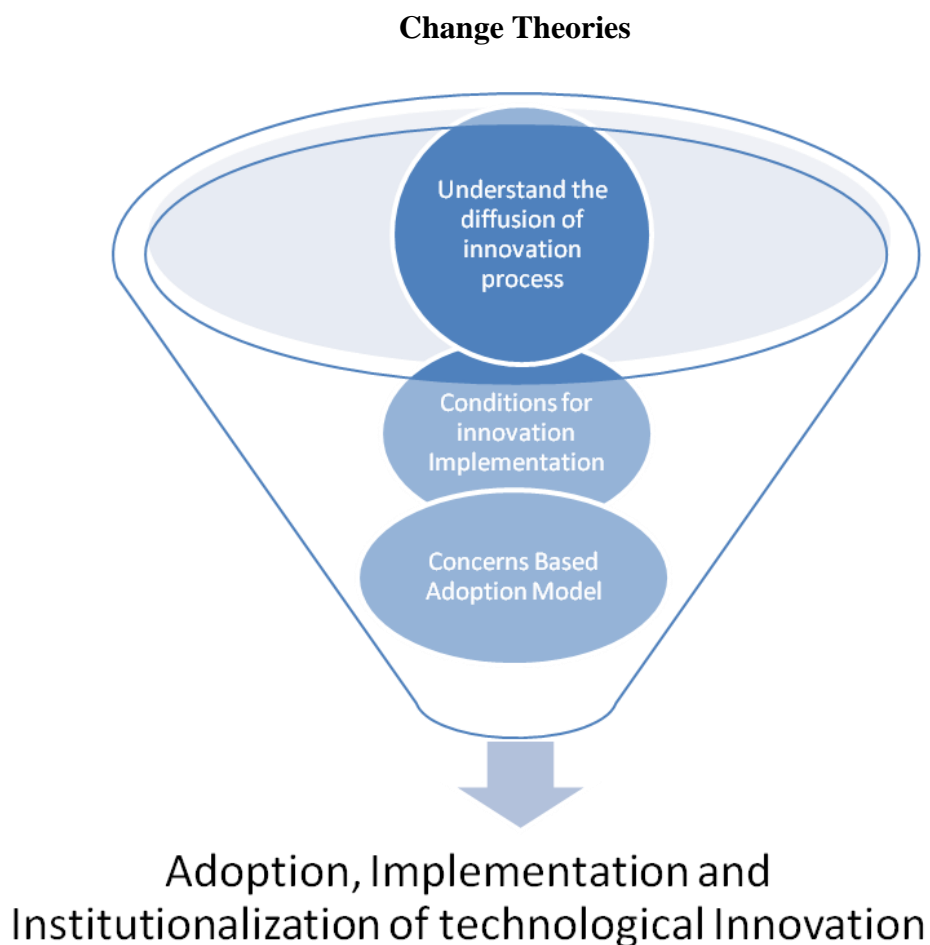 Change Theories
Understand the
diffusion of
innovation
process
Conditions for
innovation
Implementation
Concerns Based
Adoption Model
Adoption, Implementation and
Institutionalization of technological Innovation